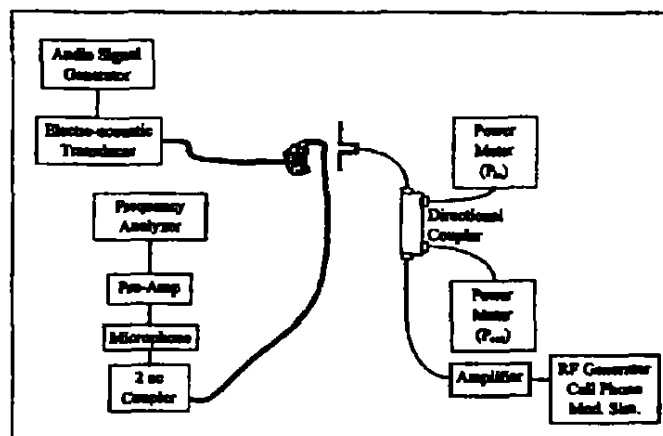 Audio Signal
Generator
Electro-acoustic
Transducer
Frequency
Analyzer
Pre-Amp
Microphone
2 cc
Coupler
Power
Meter
(Pin)
Directional
Coupler
Power
Meter
Amplifier
RF Generator
Cell Phone
Mod. Sim.